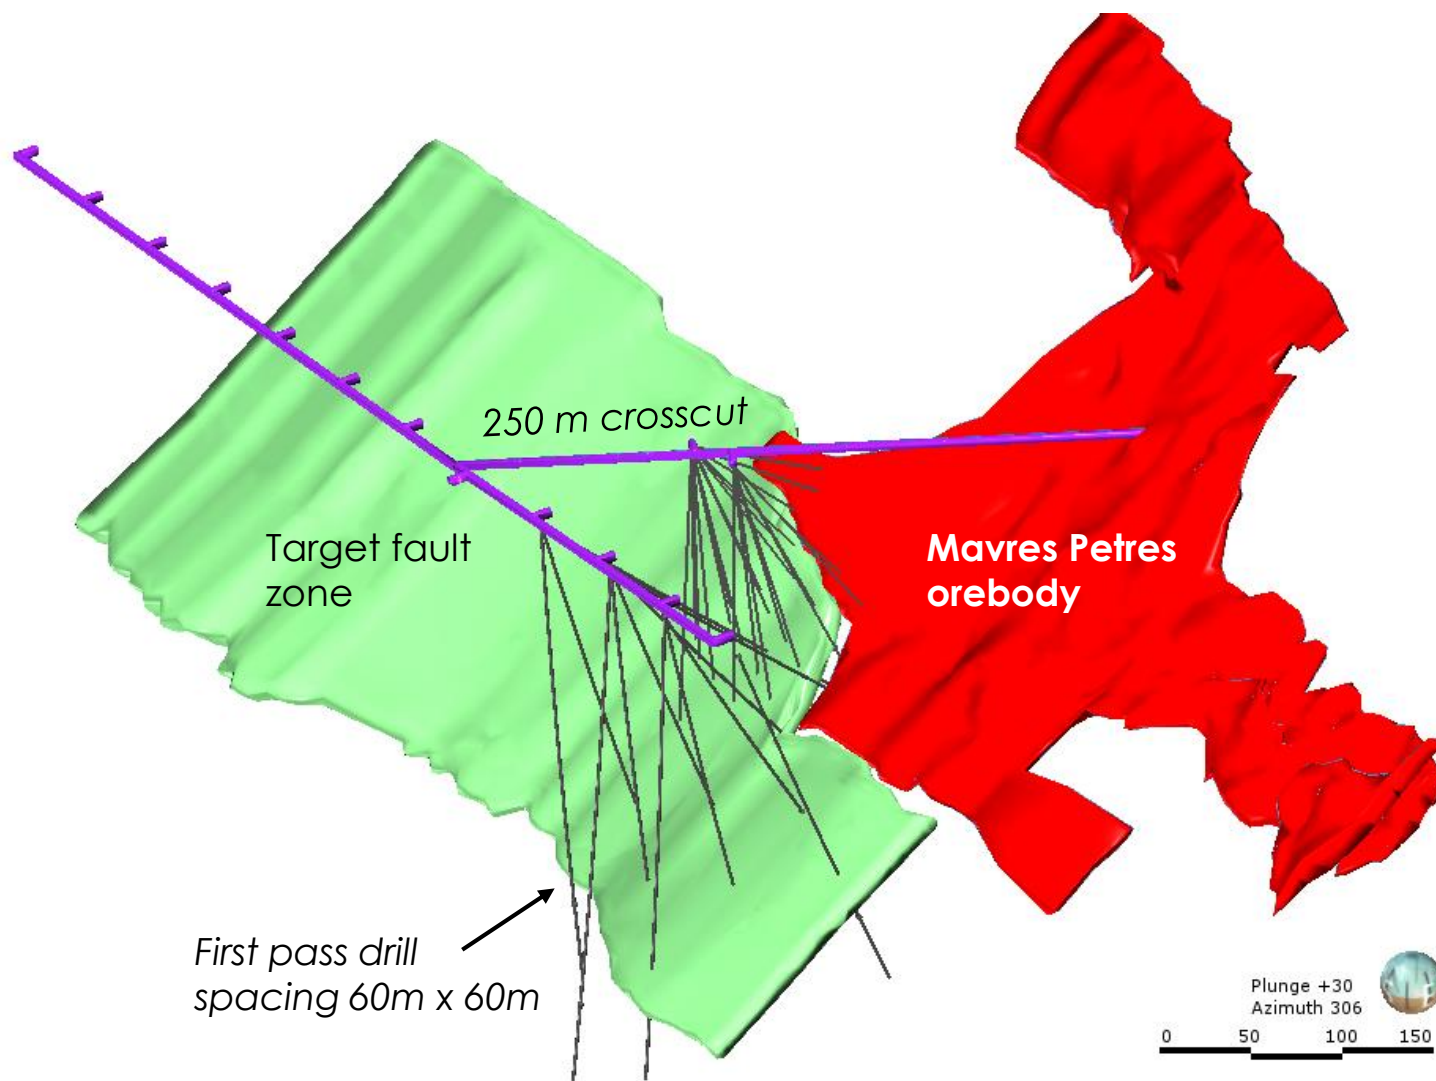 250 m crosscut
Target fault
zone
Mavres Petres
orebody
First pass drill
spacing 60m x 60m
Plunge +30
Azimuth 306
0 50 100 150